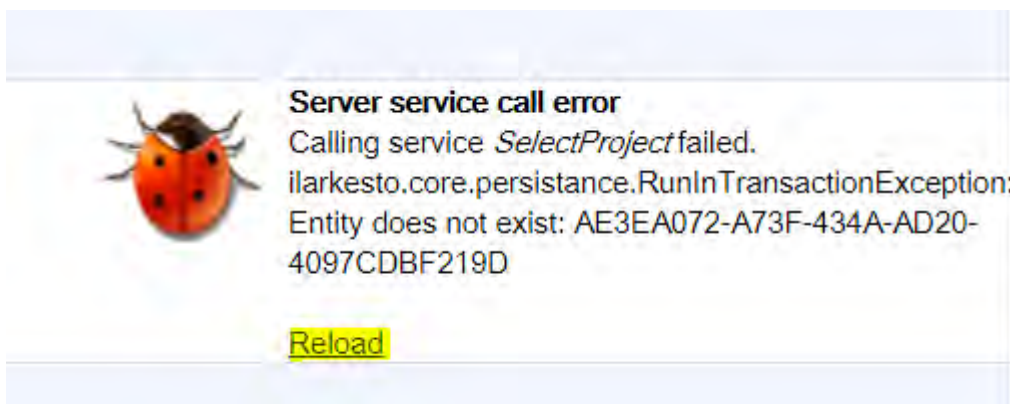 Server service call error
Calling service SelectProject failed.
ilarkesto.core.persistance.RunInTransactionException:
Entity does not exist: AE3EA072-A73F-434A-AD20-
4097CDBF219D
Reload